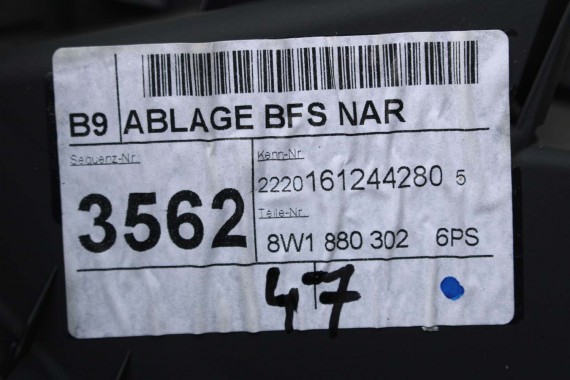 B9 ABLAGE BFS NAR
Sequenz-Nr.
3562
Kenn-Nr.
2220161244280 5
Teile-Nr.
8W1 880 302 6PS
47